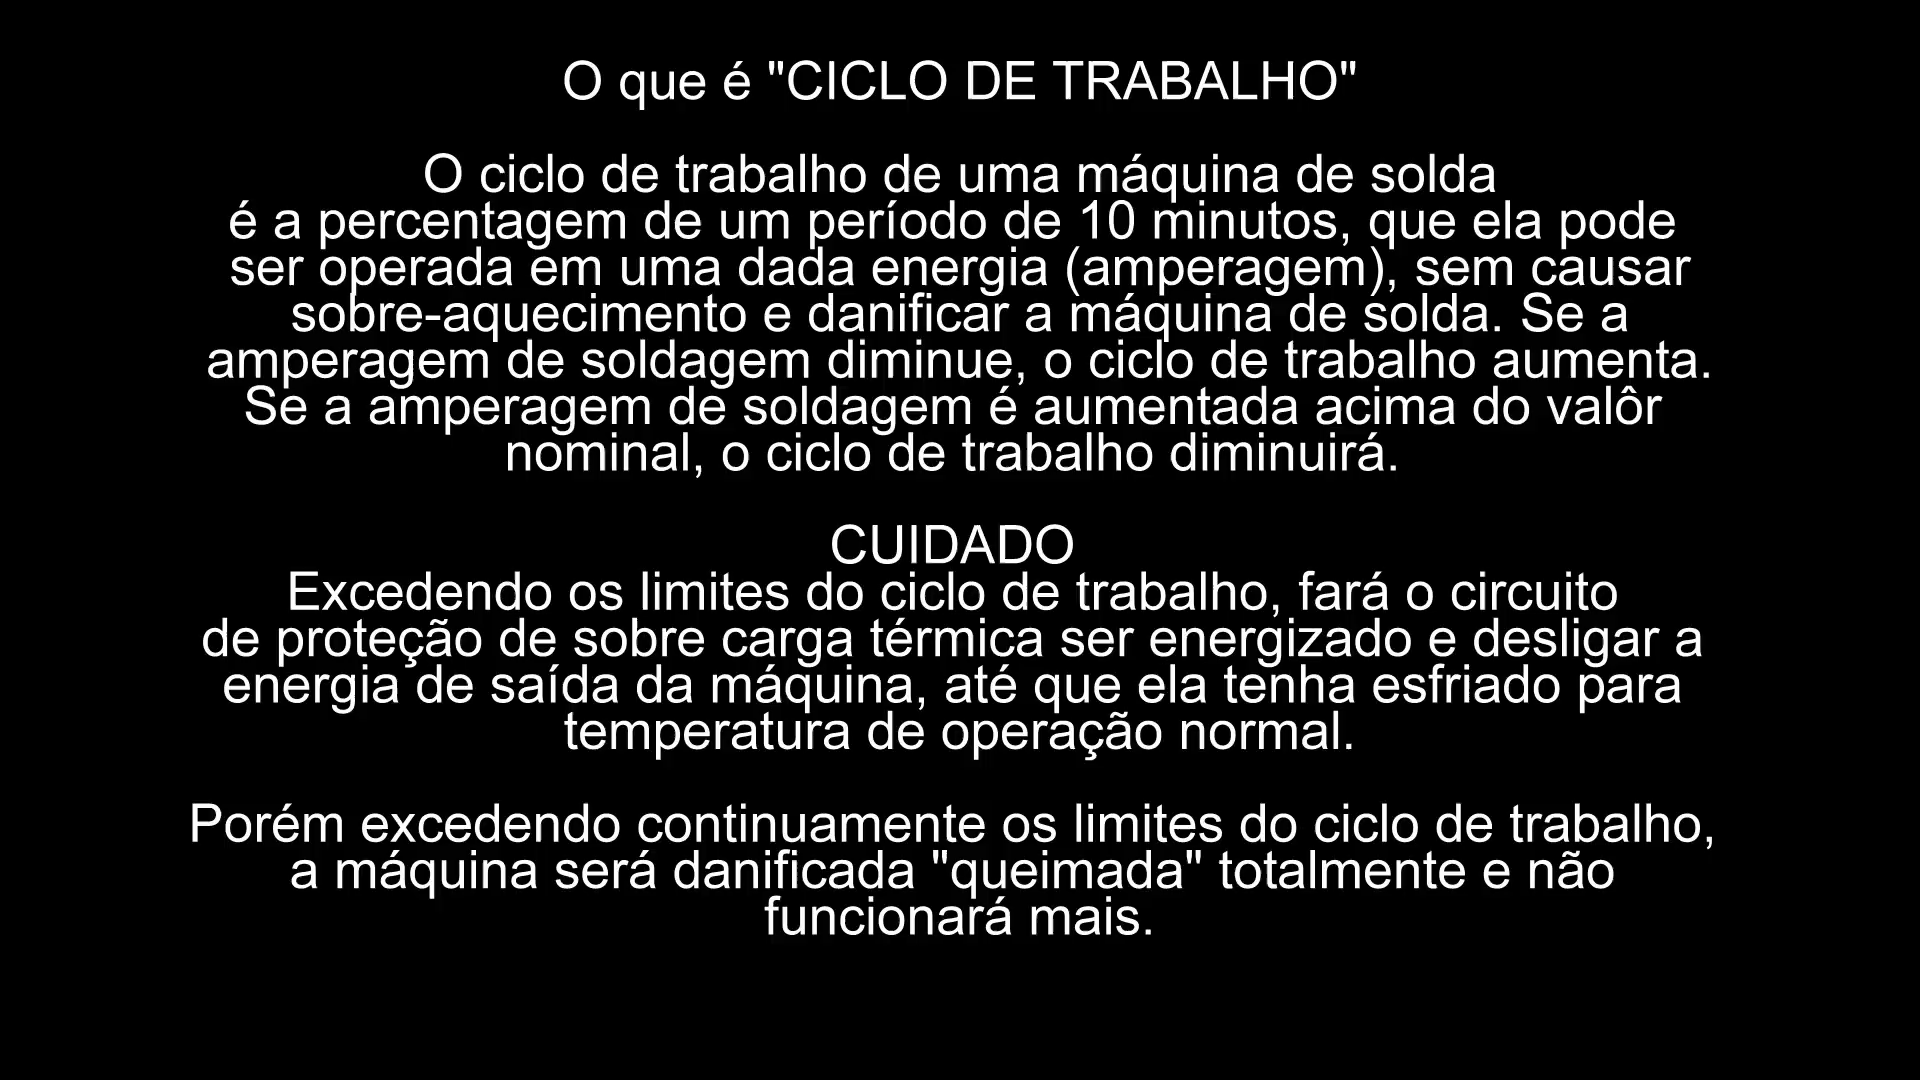 O que é "CICLO DE TRABALHO"
O ciclo de trabalho de uma máquina de solda
é a percentagem de um período de 10 minutos, que ela pode
ser operada em uma dada energia (amperagem), sem causar
sobre-aquecimento e danificar a máquina de solda. Se a
amperagem de soldagem diminue, o ciclo de trabalho aumenta.
Se a amperagem de soldagem é aumentada acima do valôr
nominal, o ciclo de trabalho diminuirá.
CUIDADO
Excedendo os limites do ciclo de trabalho, fará o circuito
de proteção de sobre carga térmica ser energizado e desligar a
energia de saída da máquina, até que ela tenha esfriado para
temperatura de operação normal.
Porém excedendo continuamente os limites do ciclo de trabalho,
a máquina será danificada "queimada" totalmente e não
funcionará mais.